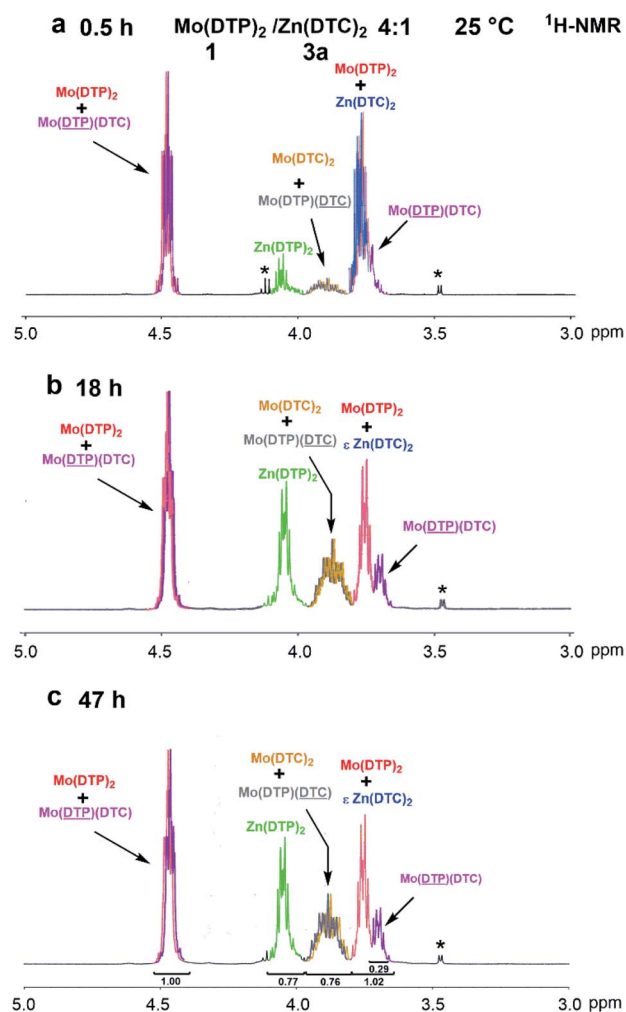 a 0.5 h Mo(DTP)₂ /Zn(DTC)₂ 4:1 25 °C ¹H-NMR
1 3a
Mo(DTP)₂
+
Mo(DTP)(DTC)
Mo(DTC)₂
+
Mo(DTP)(DTC)
Mo(DTP)₂
+
Zn(DTC)₂
Mo(DTP)(DTC)
Zn(DTP)₂
*
*
5.0 4.5 4.0 3.5 3.0 ppm
b 18 h
Mo(DTP)₂
+
Mo(DTP)(DTC)
Mo(DTC)₂
+
Mo(DTP)(DTC)
Mo(DTP)₂
+
ε Zn(DTC)₂
Zn(DTP)₂
Mo(DTP)(DTC)
*
5.0 4.5 4.0 3.5 3.0 ppm
c 47 h
Mo(DTP)₂
+
Mo(DTP)(DTC)
Mo(DTC)₂
+
Mo(DTP)(DTC)
Mo(DTP)₂
+
ε Zn(DTC)₂
Zn(DTP)₂
Mo(DTP)(DTC)
*
0.29
1.00 0.77 0.76 1.02
5.0 4.5 4.0 3.5 3.0 ppm